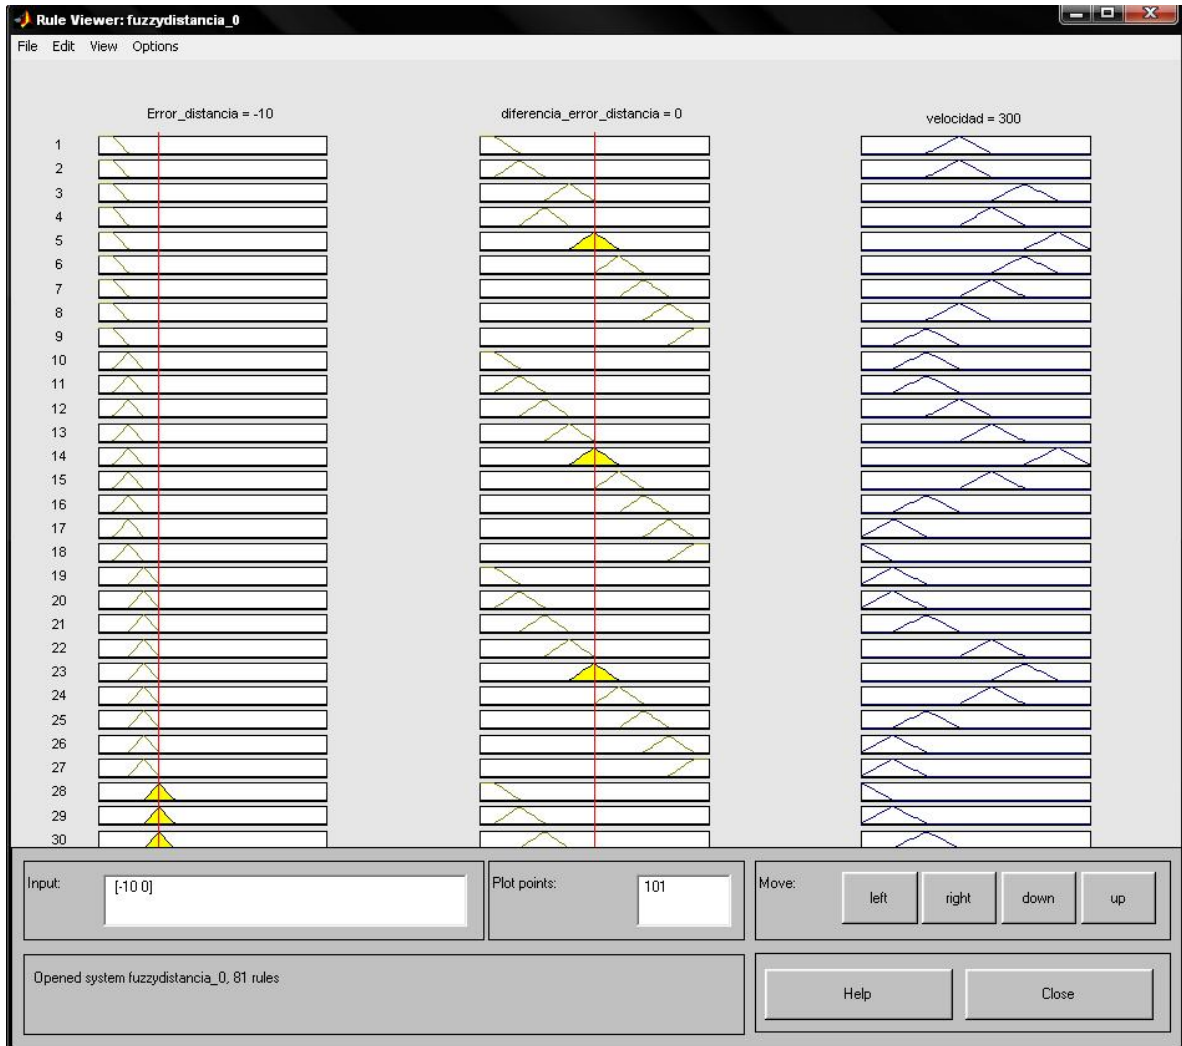 Rule Viewer: fuzzydistancia_0
File Edit View Options
Error_distancia = -10
diferencia_error_distancia = 0
velocidad = 300
1
2
3
4
5
6
7
8
9
10
11
12
13
14
15
16
17
18
19
20
21
22
23
24
25
26
27
28
29
30
Input:
[-10 0]
Plot points:
101
Move:
left
right
down
up
Opened system fuzzydistancia_0, 81 rules
Help
Close